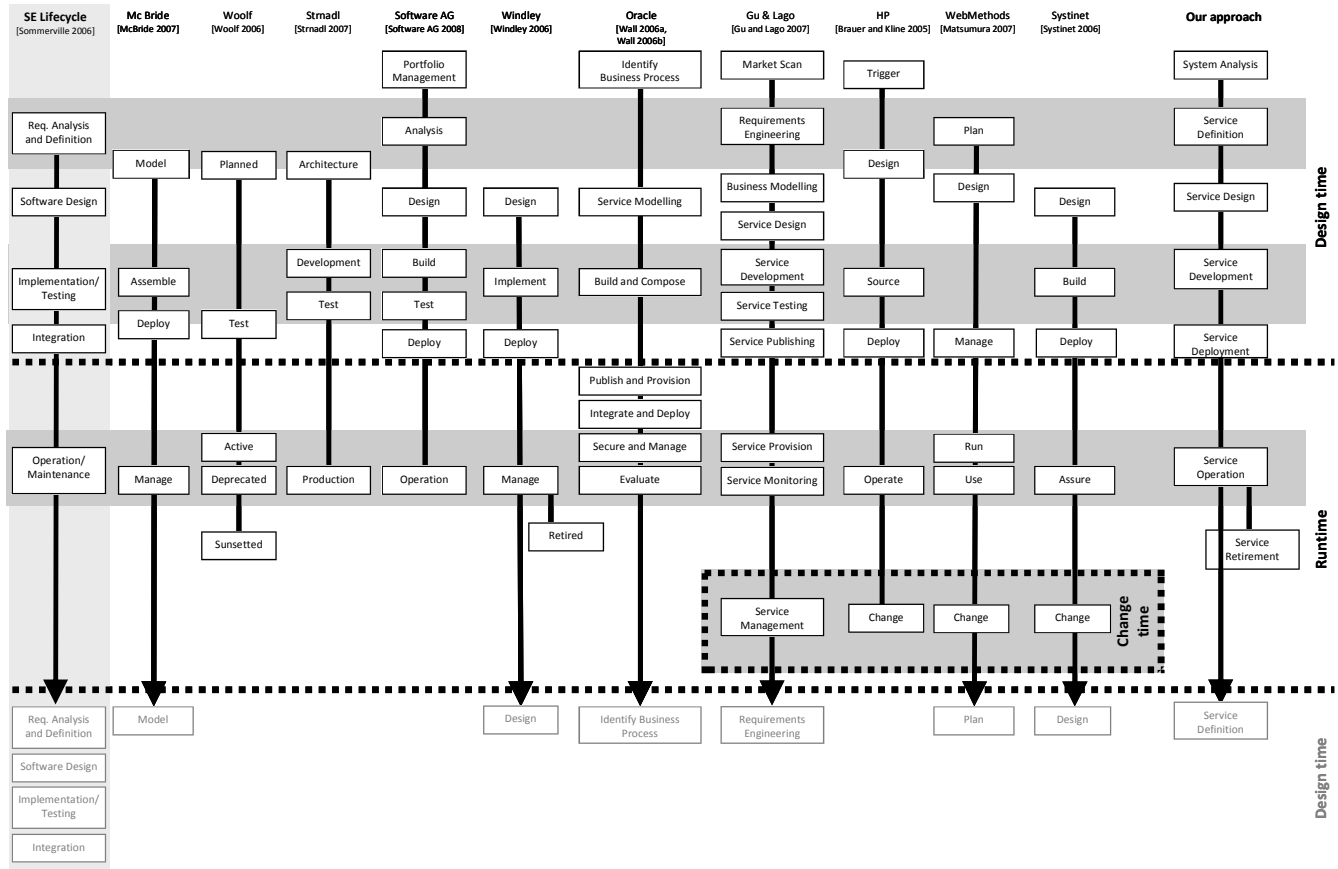 SE Lifecycle
[Sommerville 2006]
Mc Bride
[McBride 2007]
Woolf
[Woolf 2006]
Strnadl
[Strnadl 2007]
Software AG
[Software AG 2008]
Windley
[Windley 2006]
Oracle
[Wall 2006a,
Wall 2006b]
Gu & Lago
[Gu and Lago 2007]
HP
[Brauer and Kline 2005]
WebMethods
[Matsumura 2007]
Systinet
[Systinet 2006]
Our approach
Req. Analysis
and Definition
Software Design
Implementation/
Testing
Integration
Operation/
Maintenance
Req. Analysis
and Definition
Software Design
Implementation/
Testing
Integration
Model
Assemble
Deploy
Manage
Model
Planned
Test
Active
Deprecated
Sunsetted
Architecture
Development
Test
Production
Portfolio
Management
Analysis
Design
Build
Test
Deploy
Operation
Design
Implement
Deploy
Manage
Retired
Design
Identify
Business Process
Service Modelling
Build and Compose
Publish and Provision
Integrate and Deploy
Secure and Manage
Evaluate
Identify Business
Process
Market Scan
Requirements
Engineering
Business Modelling
Service Design
Service
Development
Service Testing
Service Publishing
Service Provision
Service Monitoring
Service
Management
Requirements
Engineering
Trigger
Design
Source
Deploy
Operate
Change
Plan
Design
Manage
Run
Use
Change
Plan
Design
Build
Deploy
Assure
Change
Design
Change
time
System Analysis
Service
Definition
Service Design
Service
Development
Service
Deployment
Service
Operation
Service
Retirement
Service
Definition
Design time
Runtime
Design time